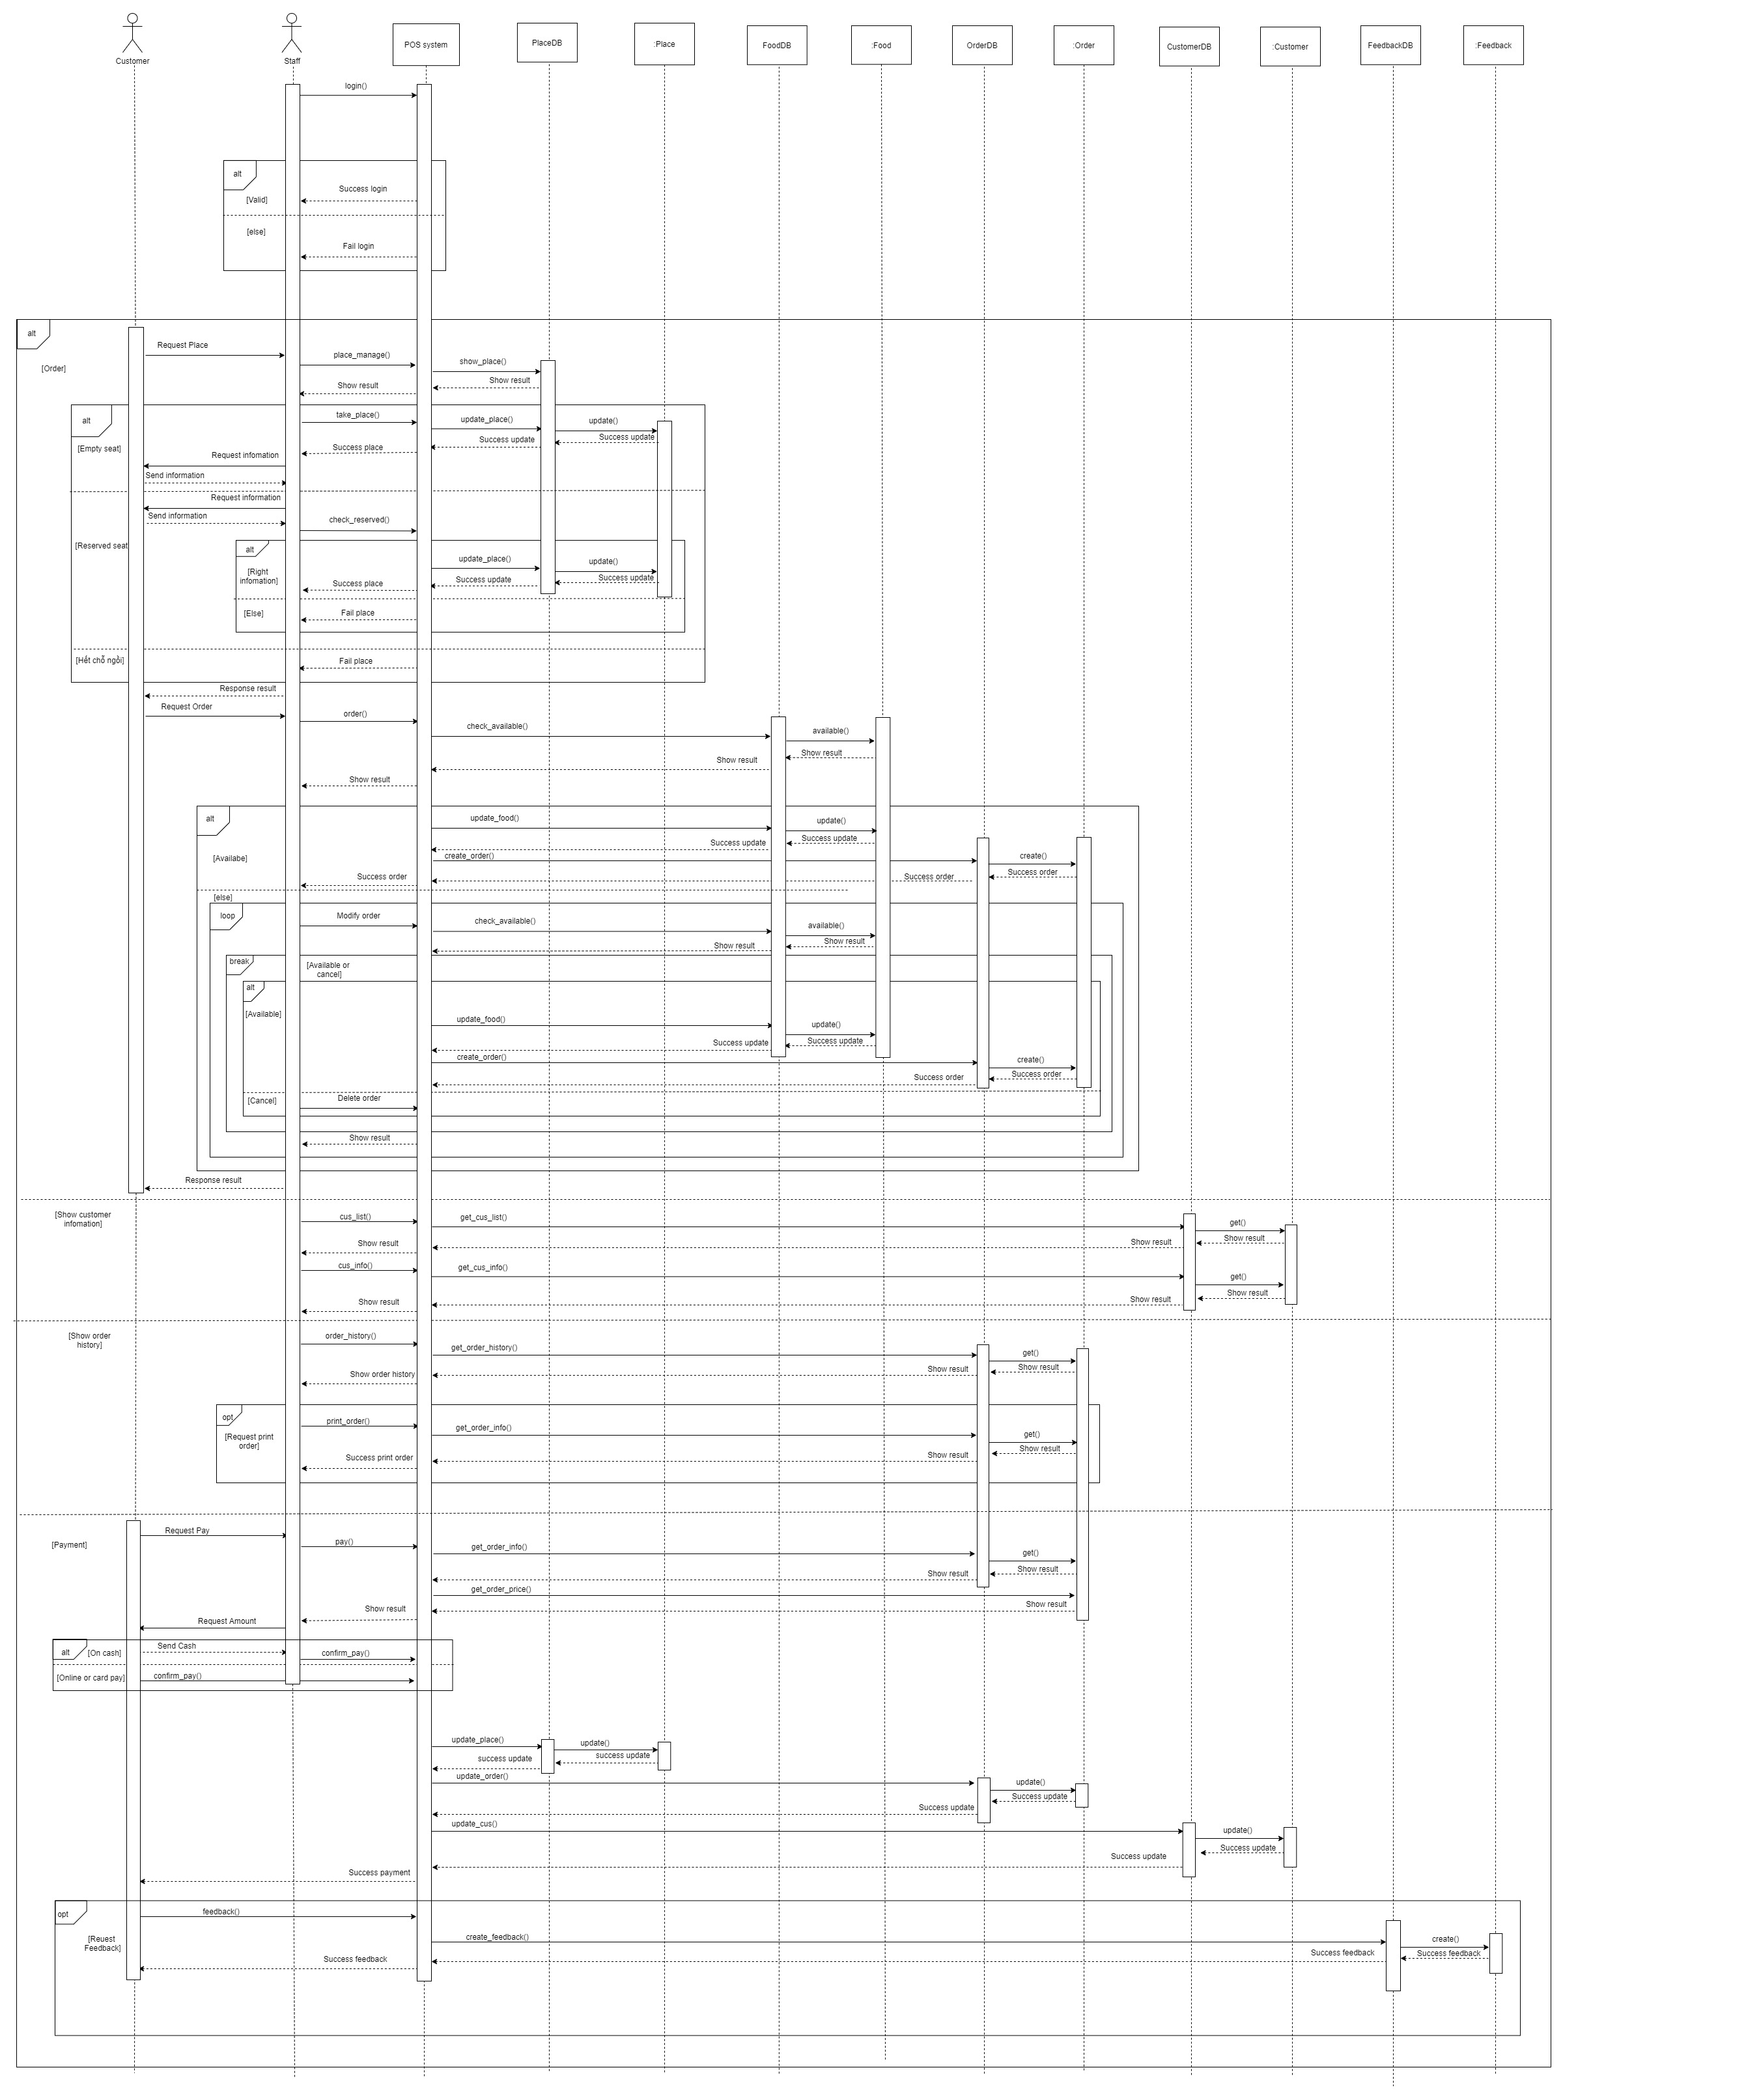 Customer
Staff
POS system
PlaceDB
:Place
FoodDB
:Food
OrderDB
:Order
CustomerDB
:Customer
FeedbackDB
:Feedback
login()
alt
Success login
[Valid]
[else]
Fail login
alt
Request Place
place_manage()
show_place()
[Order]
Show result
Show result
alt
take_place()
update_place()
update()
Success update
Success update
[Empty seat]
Success place
Request infomation
Send information
Request information
Send information
check_reserved()
[Reserved seat
alt
update_place()
update()
[Right
infomation]
Success place
Success update
Success update
[Else]
Fail place
[Hết chỗ ngồi]
Fail place
Response result
Request Order
order()
check_available()
available()
Show result
Show result
Show result
alt
update_food()
update()
Success update
Success update
[Availabe]
create_order()
create()
Success order
Success order
Success order
[else]
loop
Modify order
check_available()
available()
Show result
Show result
break
[Available or
cancel]
alt
[Available]
update_food()
update()
Success update
Success update
create_order()
create()
Success order
Success order
[Cancel]
Delete order
Show result
Response result
[Show customer
infomation]
cus_list()
get_cus_list()
get()
Show result
Show result
Show result
cus_info()
get_cus_info()
get()
Show result
Show result
Show result
[Show order
history]
order_history()
get_order_history()
get()
Show result
Show result
Show order history
opt
print_order()
get_order_info()
get()
[Request print
order]
Show result
Show result
Success print order
Request Pay
[Payment]
pay()
get_order_info()
get()
Show result
Show result
get_order_price()
Show result
Show result
Request Amount
alt
[On cash]
Send Cash
confirm_pay()
[Online or card pay]
confirm_pay()
update_place()
update()
success update
success update
update_order()
update()
Success update
Success update
update_cus()
update()
Success update
Success update
Success payment
opt
feedback()
[Reuest
Feedback]
create_feedback()
create()
Success feedback
Success feedback
Success feedback